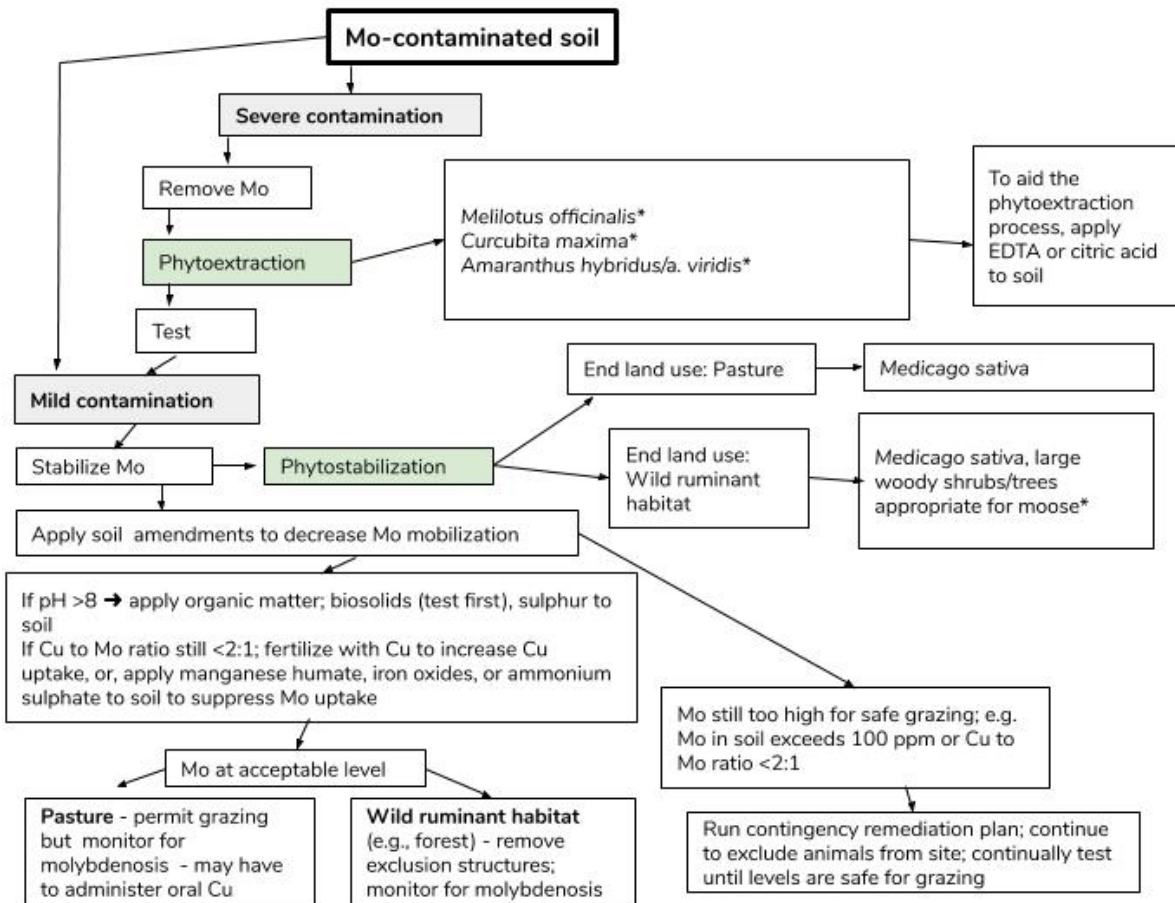 Mo-contaminated soil
Severe contamination
Remove Mo
Phytoextraction
Melilotus officinalis*
Curcubita maxima*
Amaranthus hybridus/a. viridis*
To aid the
phytoextraction
process, apply
EDTA or citric acid
to soil
Test
Mild contamination
Stabilize Mo
Phytostabilization
End land use: Pasture
Medicago sativa
End land use:
Wild ruminant
habitat
Medicago sativa, large
woody shrubs/trees
appropriate for moose*
Apply soil amendments to decrease Mo mobilization
If pH >8 ➜ apply organic matter; biosolids (test first), sulphur to
soil
If Cu to Mo ratio still <2:1; fertilize with Cu to increase Cu
uptake, or, apply manganese humate, iron oxides, or ammonium
sulphate to soil to suppress Mo uptake
Mo still too high for safe grazing; e.g.
Mo in soil exceeds 100 ppm or Cu to
Mo ratio <2:1
Mo at acceptable level
Pasture - permit grazing
but monitor for
molybdenosis - may have
to administer oral Cu
Wild ruminant habitat
(e.g., forest) - remove
exclusion structures;
monitor for molybdenosis
Run contingency remediation plan; continue
to exclude animals from site; continually test
until levels are safe for grazing